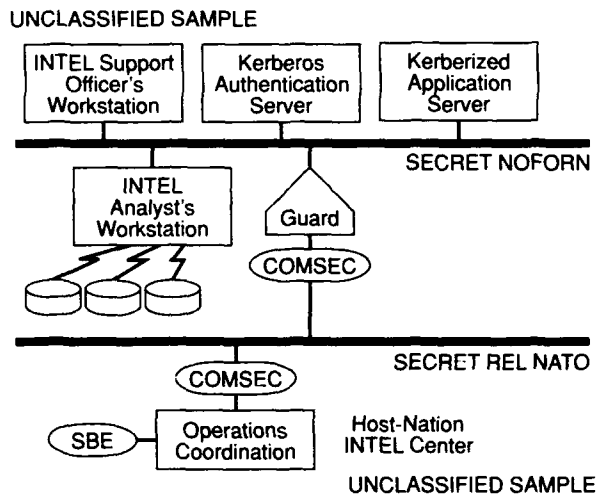 UNCLASSIFIED SAMPLE
INTEL Support
Officer's
Workstation
Kerberos
Authentication
Server
Kerberized
Application
Server
SECRET NOFORN
INTEL
Analyst's
Workstation
Guard
COMSEC
SECRET REL NATO
COMSEC
SBE
Operations
Coordination
Host-Nation
INTEL Center
UNCLASSIFIED SAMPLE